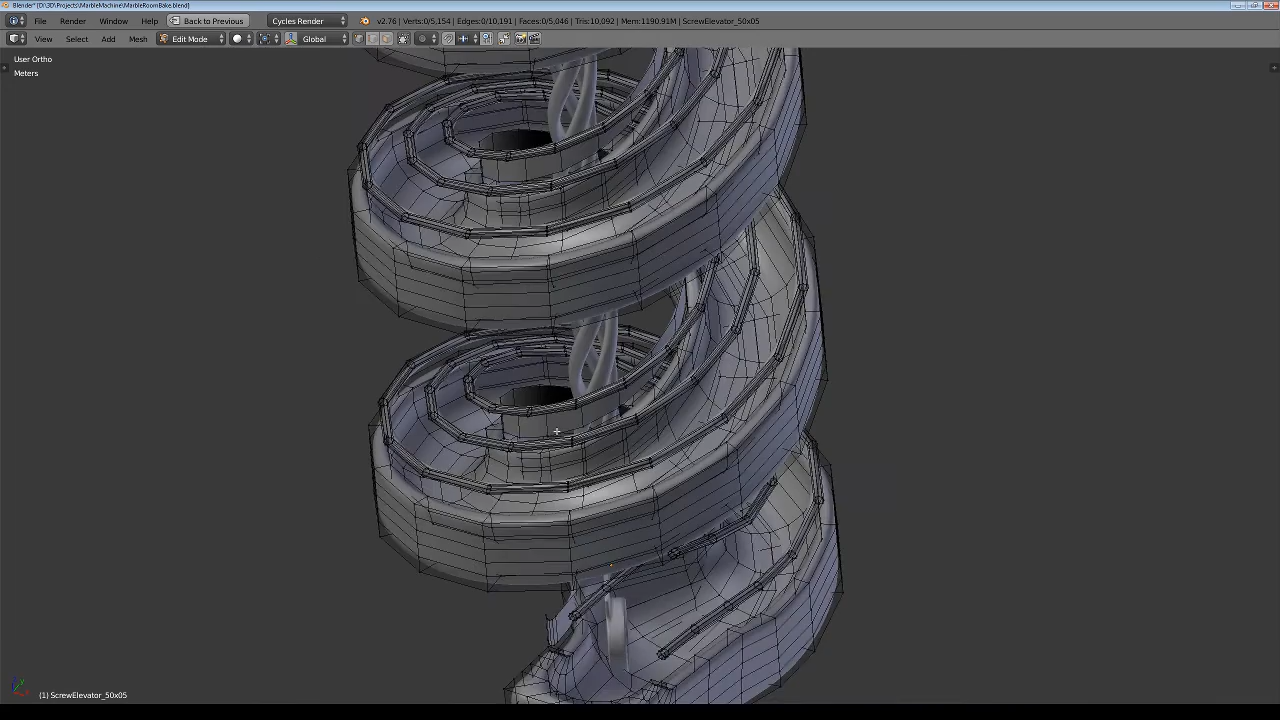 Blender* [D:\3D\Projects\MarbleMachine\MarbleRoomBake.blend]
File Render Window Help Back to Previous Cycles Render v2.76 | Verts:0/5,154 | Edges:0/10,191 | Faces:0/5,046 | Tris:10,092 | Mem:1190.91M | ScrewElevator_50x05
View Select Add Mesh Edit Mode Global
User Ortho
Meters
(1) ScrewElevator_50x05